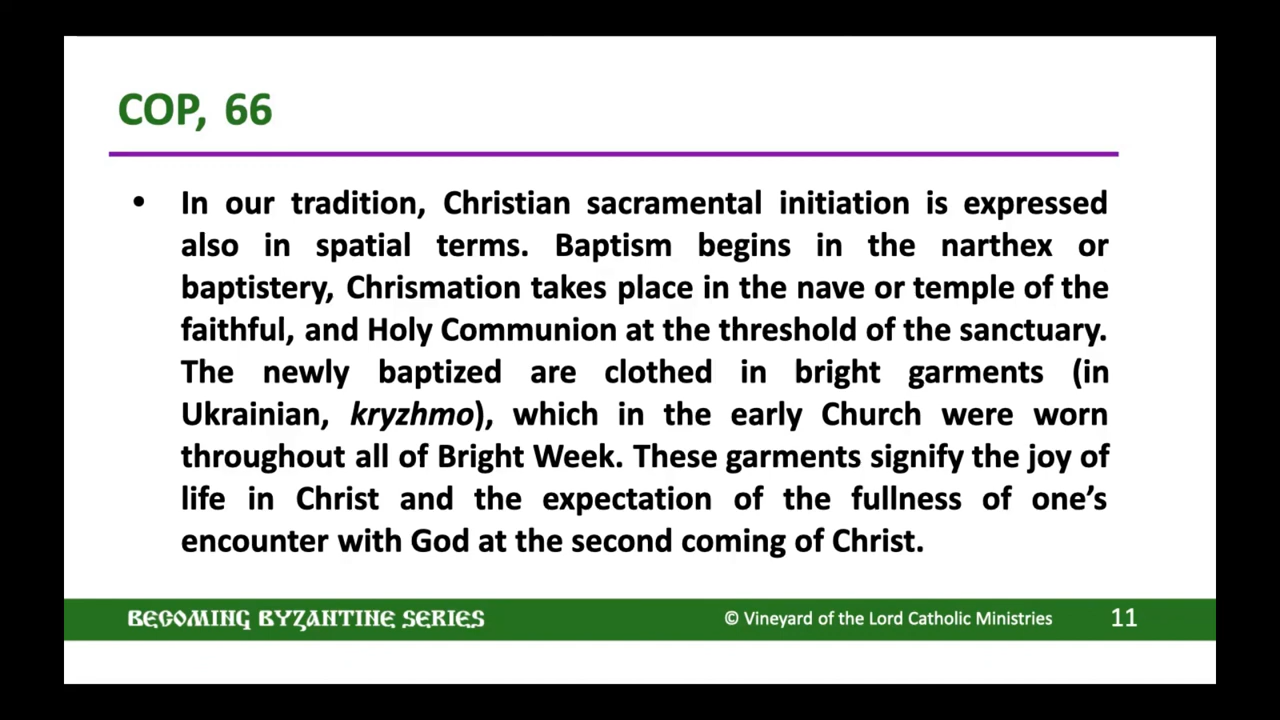 COP, 66
• In our tradition, Christian sacramental initiation is expressed
also in spatial terms. Baptism begins in the narthex or
baptistery, Chrismation takes place in the nave or temple of the
faithful, and Holy Communion at the threshold of the sanctuary.
The newly baptized are clothed in bright garments (in
Ukrainian, kryzhmo), which in the early Church were worn
throughout all of Bright Week. These garments signify the joy of
life in Christ and the expectation of the fullness of one’s
encounter with God at the second coming of Christ.
BECOMING BYZANTINE SERIES © Vineyard of the Lord Catholic Ministries 11